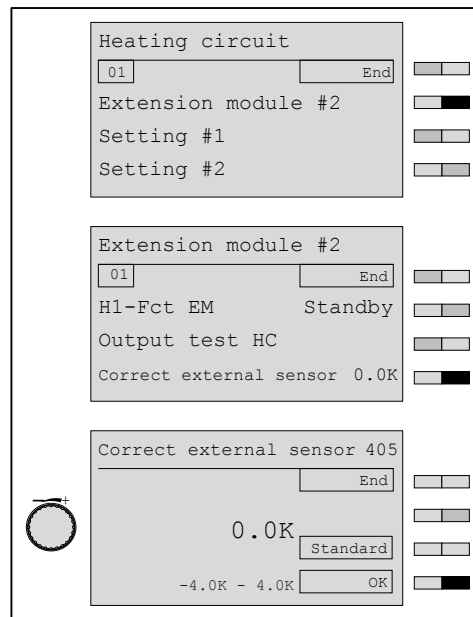 Heating circuit
01 End
Extension module #2
Setting #1
Setting #2
Extension module #2
01 End
H1-Fct EM Standby
Output test HC
Correct external sensor 0.0K
Correct external sensor 405
End
+
0.0K
Standard
-4.0K - 4.0K OK